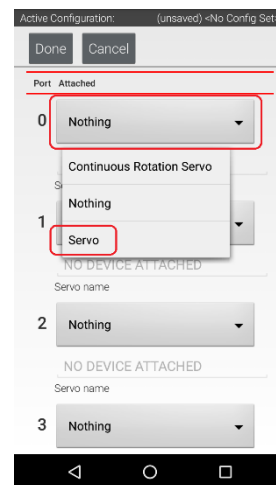 Active Configuration: (unsaved) <No Config Set
Done Cancel
Port Attached
0 Nothing
Continuous Rotation Servo
Nothing
1
Servo
NO DEVICE ATTACHED
Servo name
2 Nothing
NO DEVICE ATTACHED
Servo name
3 Nothing